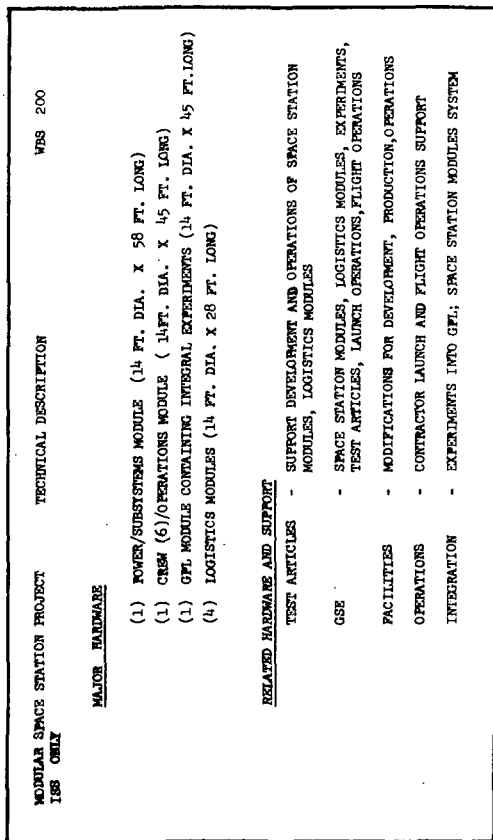 MODULAR SPACE STATION PROJECT TECHNICAL DESCRIPTION WBS 200
ISS ONLY
MAJOR HARDWARE
(1) POWER/SUBSYSTEMS MODULE (14 FT. DIA. X 58 FT. LONG)
(1) CREW (6)/OPERATIONS MODULE ( 14FT. DIA. X 45 FT. LONG)
(1) GPL MODULE CONTAINING INTEGRAL EXPERIMENTS (14 FT. DIA. X 45 FT.LONG)
(4) LOGISTICS MODULES (14 FT. DIA. X 28 FT. LONG)
RELATED HARDWARE AND SUPPORT
TEST ARTICLES - SUPPORT DEVELOPMENT AND OPERATIONS OF SPACE STATION
MODULES, LOGISTICS MODULES
GSE - SPACE STATION MODULES, LOGISTICS MODULES, EXPERIMENTS,
TEST ARTICLES, LAUNCH OPERATIONS,FLIGHT OPERATIONS
FACILITIES - MODIFICATIONS FOR DEVELOPMENT, PRODUCTION,OPERATIONS
OPERATIONS - CONTRACTOR LAUNCH AND FLIGHT OPERATIONS SUPPORT
INTEGRATION - EXPERIMENTS INTO GPL; SPACE STATION MODULES SYSTEM